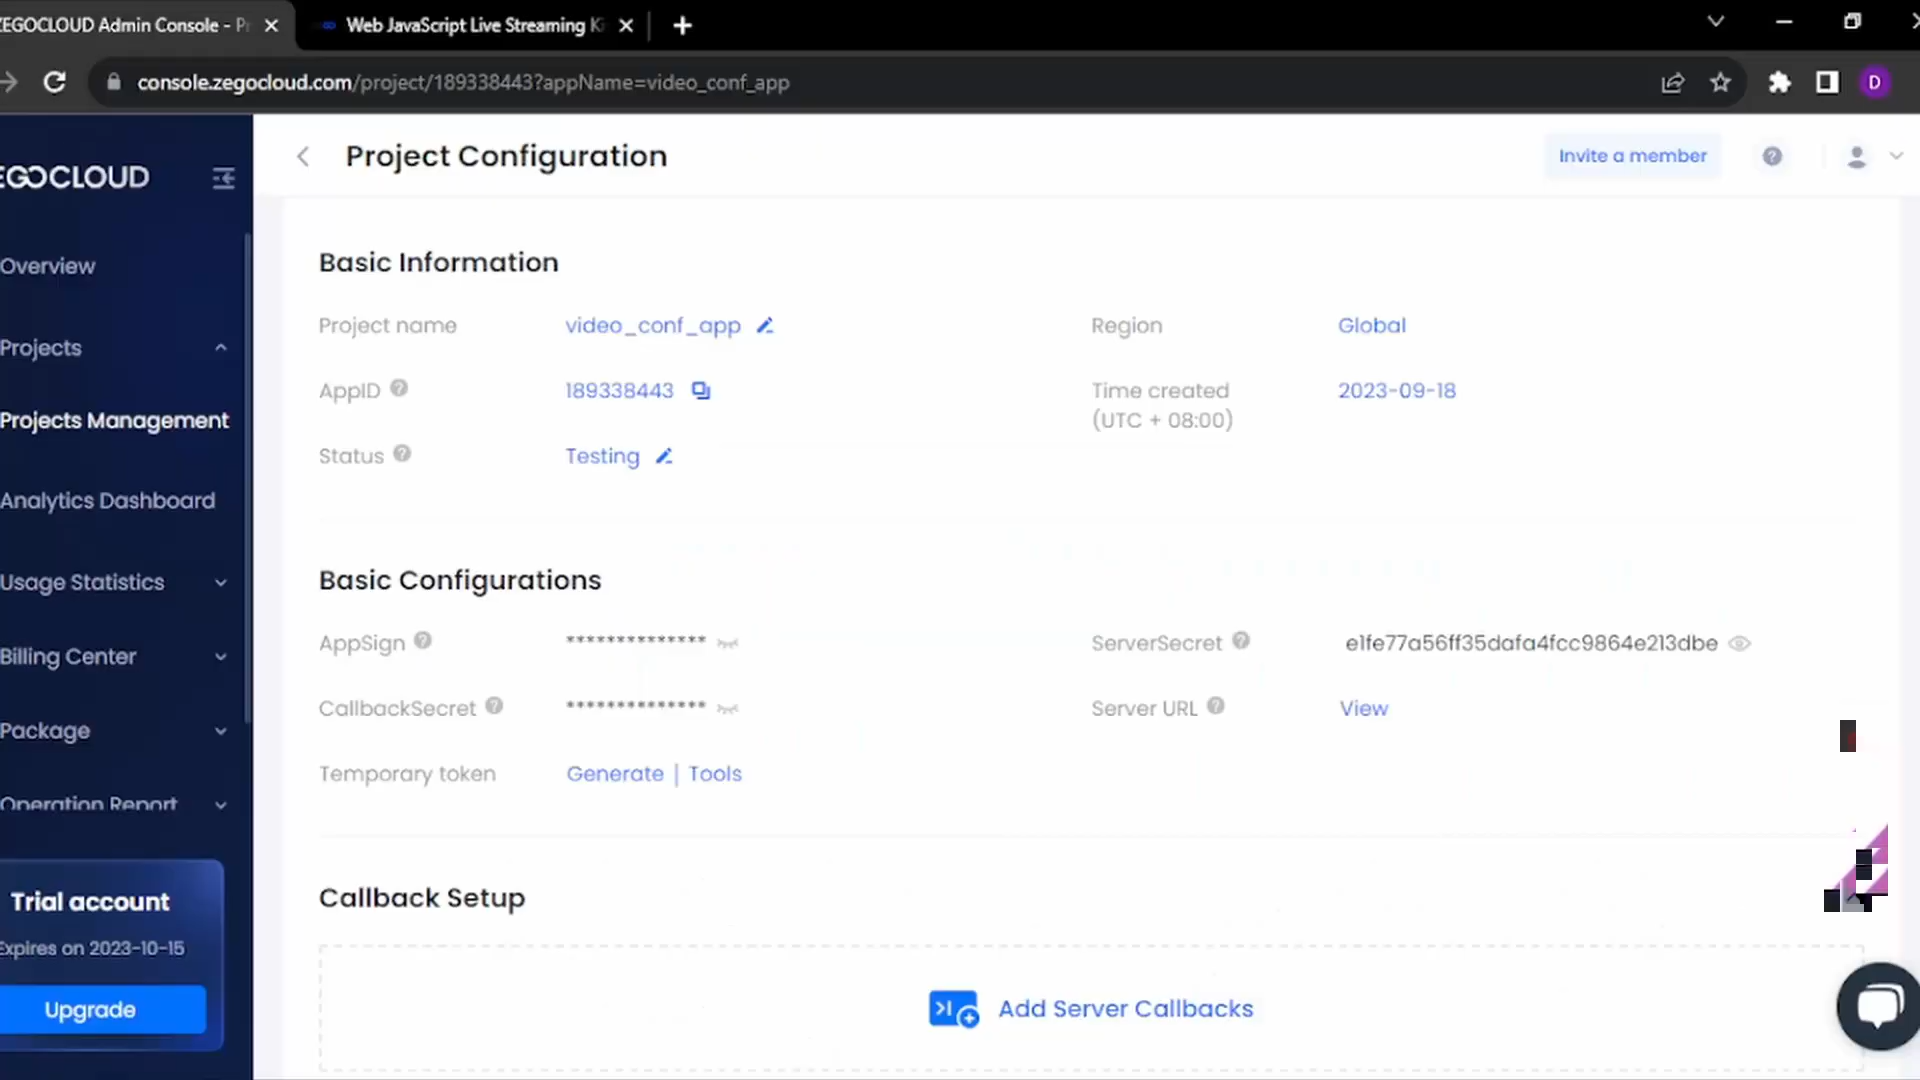 ZEGOCLOUD Admin Console - Pr
Web JavaScript Live Streaming Ki
console.zegocloud.com/project/189338443?appName=video_conf_app
D
EGOCLOUD
Project Configuration
Invite a member
Overview
Projects
Projects Management
Analytics Dashboard
Usage Statistics
Billing Center
Package
Operation Report
Trial account
Expires on 2023-10-15
Upgrade
Basic Information
Project name video_conf_app Region Global
AppID 189338443 Time created 2023-09-18
(UTC + 08:00)
Status Testing
Basic Configurations
AppSign ************** ServerSecret e1fe77a56ff35dafa4fcc9864e213dbe
CallbackSecret ************** Server URL View
Temporary token Generate | Tools
Callback Setup
Add Server Callbacks